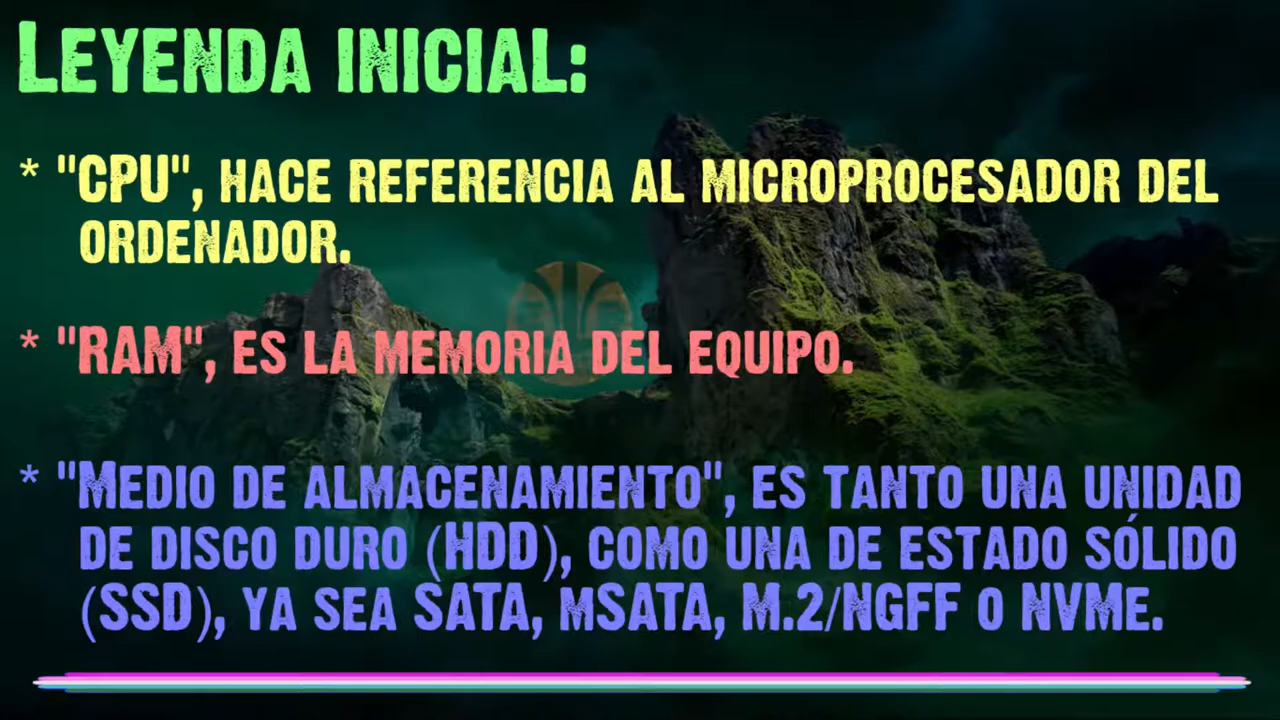 Leyenda inicial:
* "CPU", hace referencia al microprocesador del
ordenador.
* "RAM", es la memoria del equipo.
* "Medio de almacenamiento", es tanto una unidad
de disco duro (HDD), como una de estado sólido
(SSD), ya sea SATA, mSATA, M.2/NGFF o NVMe.